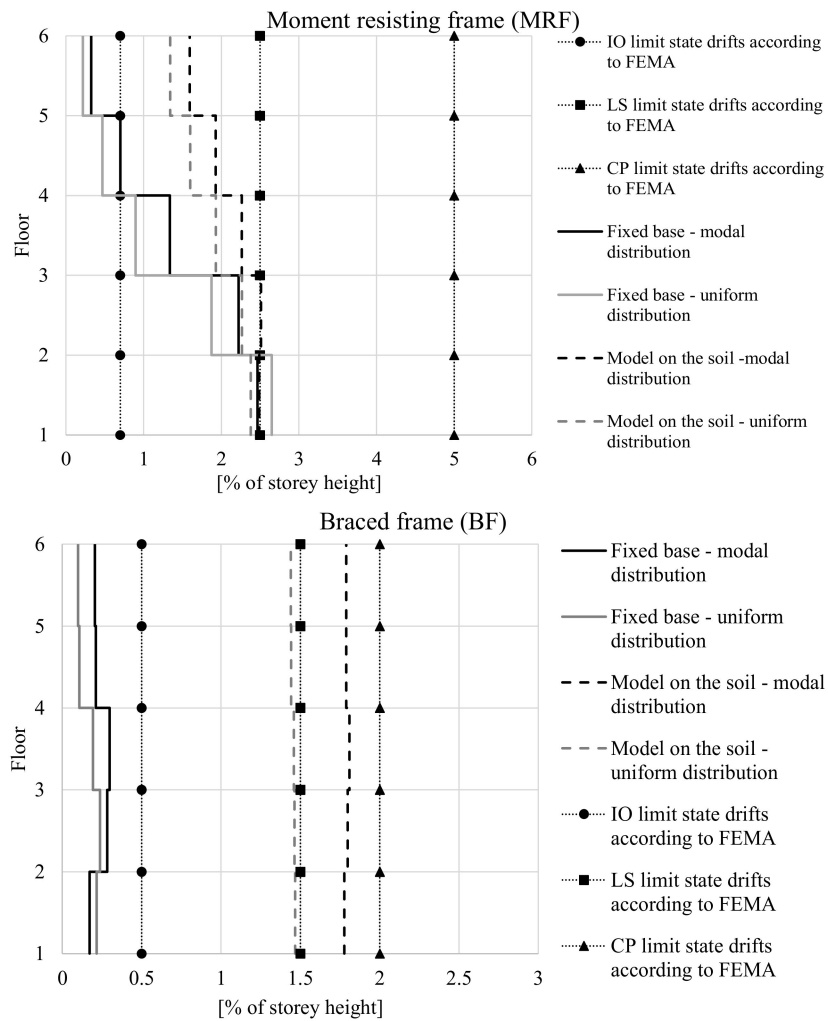 Moment resisting frame (MRF)
6
5
4
3
2
1
Floor
0 1 2 3 4 5 6
[% of storey height]
IO limit state drifts according
to FEMA
LS limit state drifts according
to FEMA
CP limit state drifts according
to FEMA
Fixed base - modal
distribution
Fixed base - uniform
distribution
Model on the soil -modal
distribution
Model on the soil - uniform
distribution
Braced frame (BF)
6
5
4
3
2
1
Floor
0 0.5 1 1.5 2 2.5 3
[% of storey height]
Fixed base - modal
distribution
Fixed base - uniform
distribution
Model on the soil - modal
distribution
Model on the soil -
uniform distribution
IO limit state drifts
according to FEMA
LS limit state drifts
according to FEMA
CP limit state drifts
according to FEMA